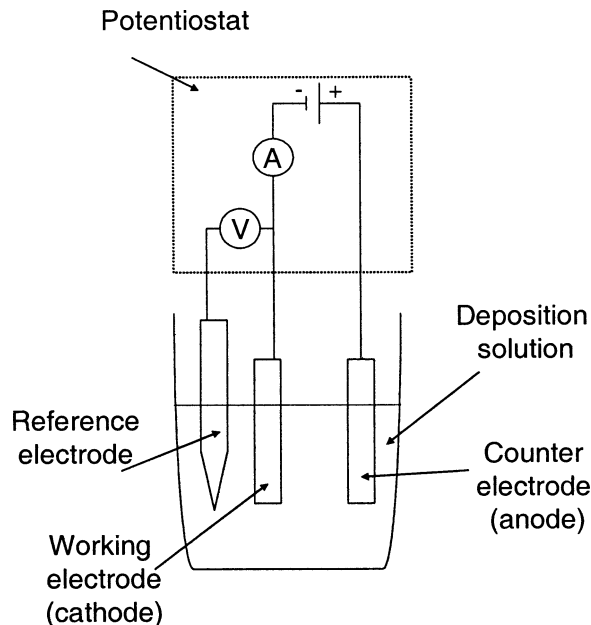 Potentiostat
- +
A
V
Deposition
solution
Reference
electrode
Counter
electrode
(anode)
Working
electrode
(cathode)